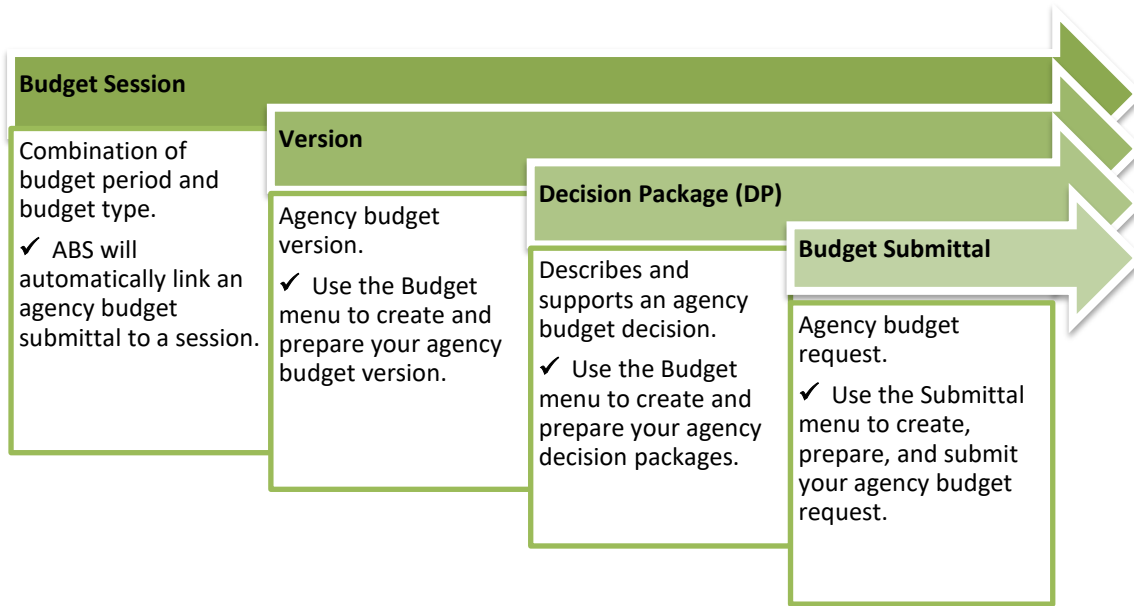 Budget Session
Combination of
budget period and
budget type.
✓ ABS will
automatically link an
agency budget
submittal to a session.
Version
Agency budget
version.
✓ Use the Budget
menu to create and
prepare your agency
budget version.
Decision Package (DP)
Describes and
supports an agency
budget decision.
✓ Use the Budget
menu to create and
prepare your agency
decision packages.
Budget Submittal
Agency budget
request.
✓ Use the Submittal
menu to create,
prepare, and submit
your agency budget
request.